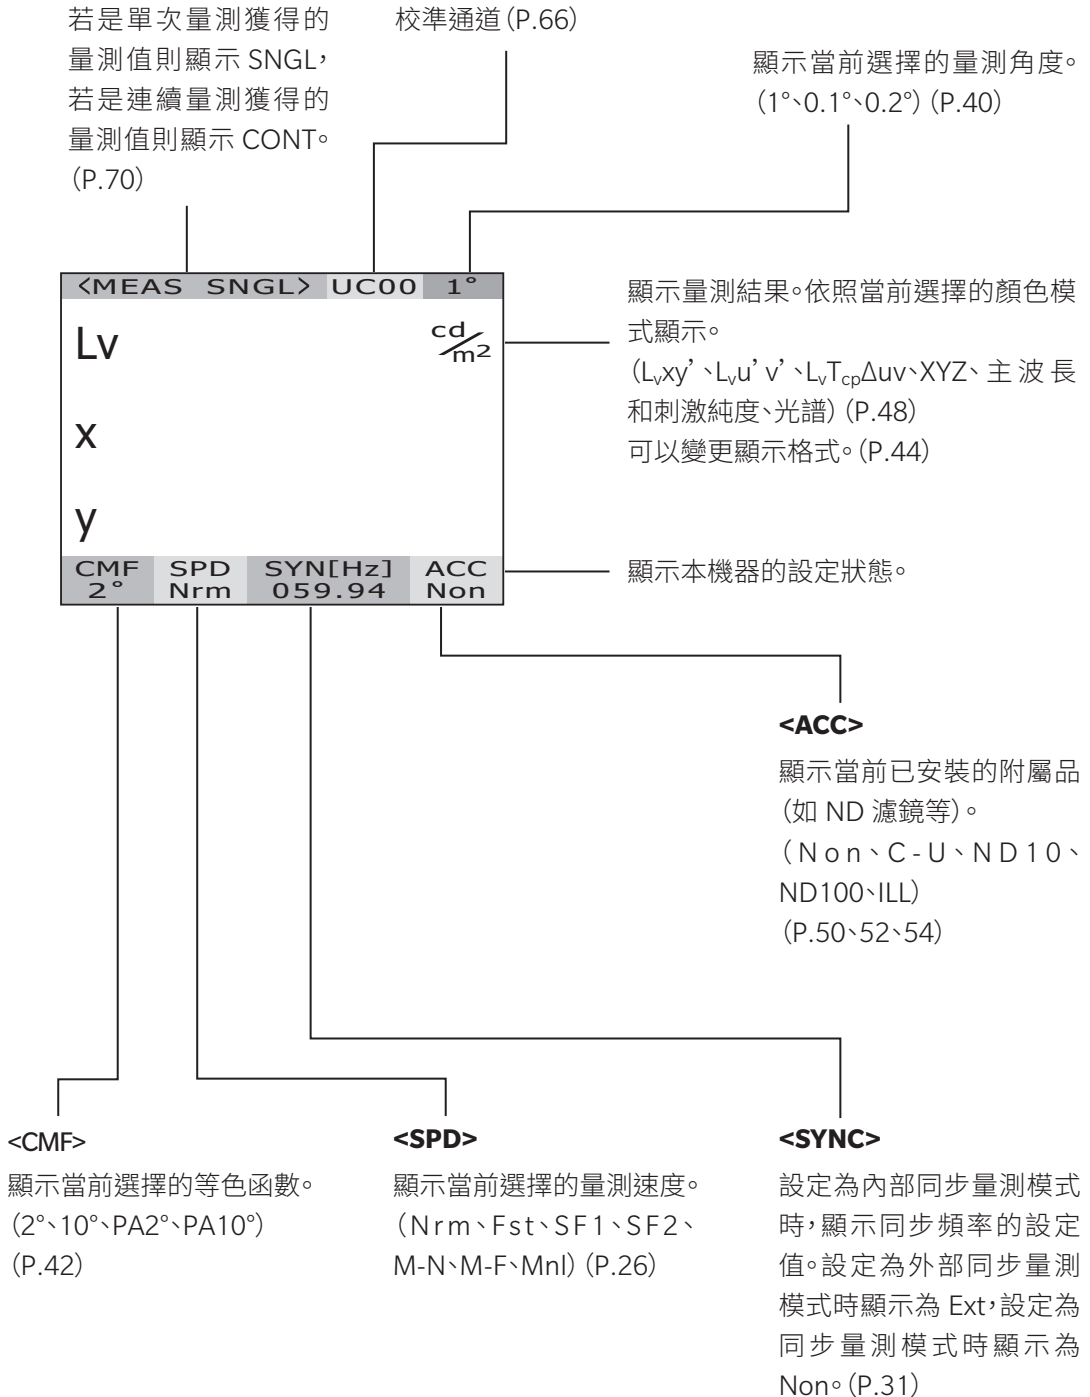 若是單次量測獲得的
量測值則顯示 SNGL，
若是連續量測獲得的
量測值則顯示 CONT。
（P.70）
校準通道（P.66）
顯示當前選擇的量測角度。
（1°、0.1°、0.2°）（P.40）
<MEAS SNGL> UC00 1°
Lv cd/m2
x
y
CMF SPD SYN[Hz] ACC
2° Nrm 059.94 Non
顯示量測結果。依照當前選擇的顏色模
式顯示。
（Lvxy’、Lvu’v’、LvTcpΔuv、XYZ、主波長
和刺激純度、光譜）（P.48）
可以變更顯示格式。（P.44）
顯示本機器的設定狀態。
<ACC>
顯示當前已安裝的附屬品
（如 ND 濾鏡等）。
（Non、C-U、ND10、
ND100、ILL）
（P.50、52、54）
<CMF>
顯示當前選擇的等色函數。
（2°、10°、PA2°、PA10°）
（P.42）
<SPD>
顯示當前選擇的量測速度。
（Nrm、Fst、SF1、SF2、
M-N、M-F、Mnl）（P.26）
<SYNC>
設定為內部同步量測模式
時，顯示同步頻率的設定
值。設定為外部同步量測
模式時顯示為 Ext，設定為
同步量測模式時顯示為
Non。（P.31）